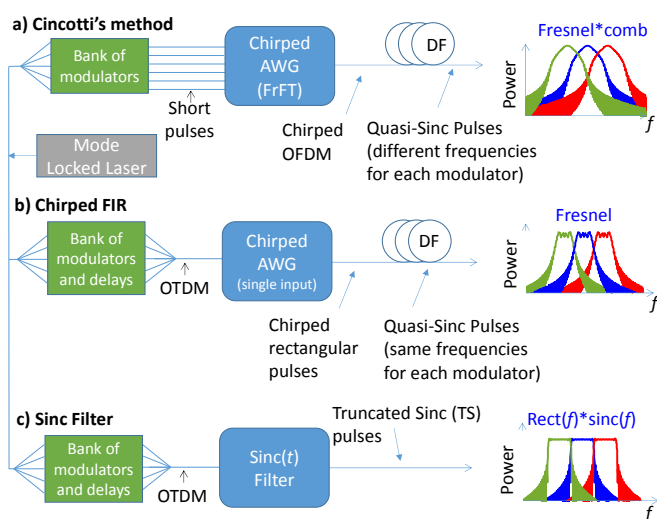 a) Cincotti's method
Bank of
modulators
Short
pulses
Chirped
AWG
(FrFT)
DF
Chirped
OFDM
Quasi-Sinc Pulses
(different frequencies
for each modulator)
Fresnel*comb
Power
f
Mode
Locked Laser
b) Chirped FIR
Bank of
modulators
and delays
OTDM
Chirped
AWG
(single input)
DF
Chirped
rectangular
pulses
Quasi-Sinc Pulses
(same frequencies
for each modulator)
Fresnel
Power
f
c) Sinc Filter
Bank of
modulators
and delays
OTDM
Sinc(t)
Filter
Truncated Sinc (TS)
pulses
Rect(f)*sinc(f)
Power
f